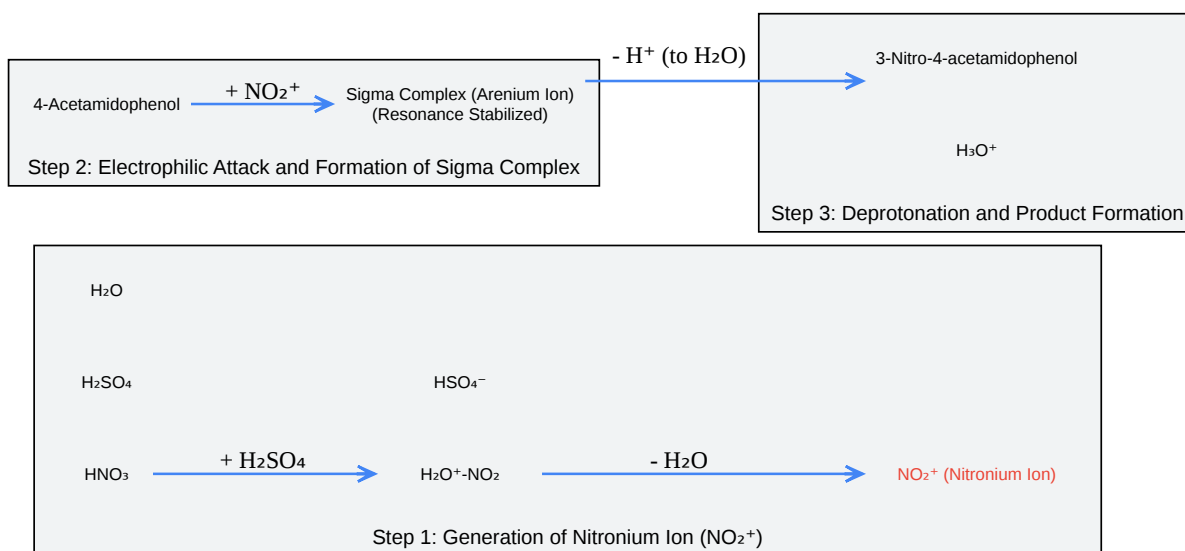 4-Acetamidophenol
+ NO₂⁺
Sigma Complex (Arenium Ion)
(Resonance Stabilized)
Step 2: Electrophilic Attack and Formation of Sigma Complex
- H⁺ (to H₂O)
3-Nitro-4-acetamidophenol
H₃O⁺
Step 3: Deprotonation and Product Formation
H₂O
H₂SO₄
HSO₄⁻
HNO₃
+ H₂SO₄
H₂O⁺-NO₂
- H₂O
NO₂⁺ (Nitronium Ion)
Step 1: Generation of Nitronium Ion (NO₂⁺)